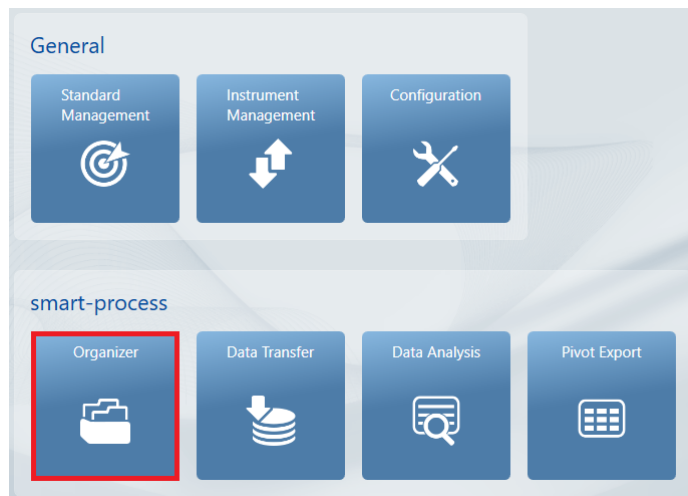 General
Standard
Management
Instrument
Management
Configuration
smart-process
Organizer
Data Transfer
Data Analysis
Pivot Export